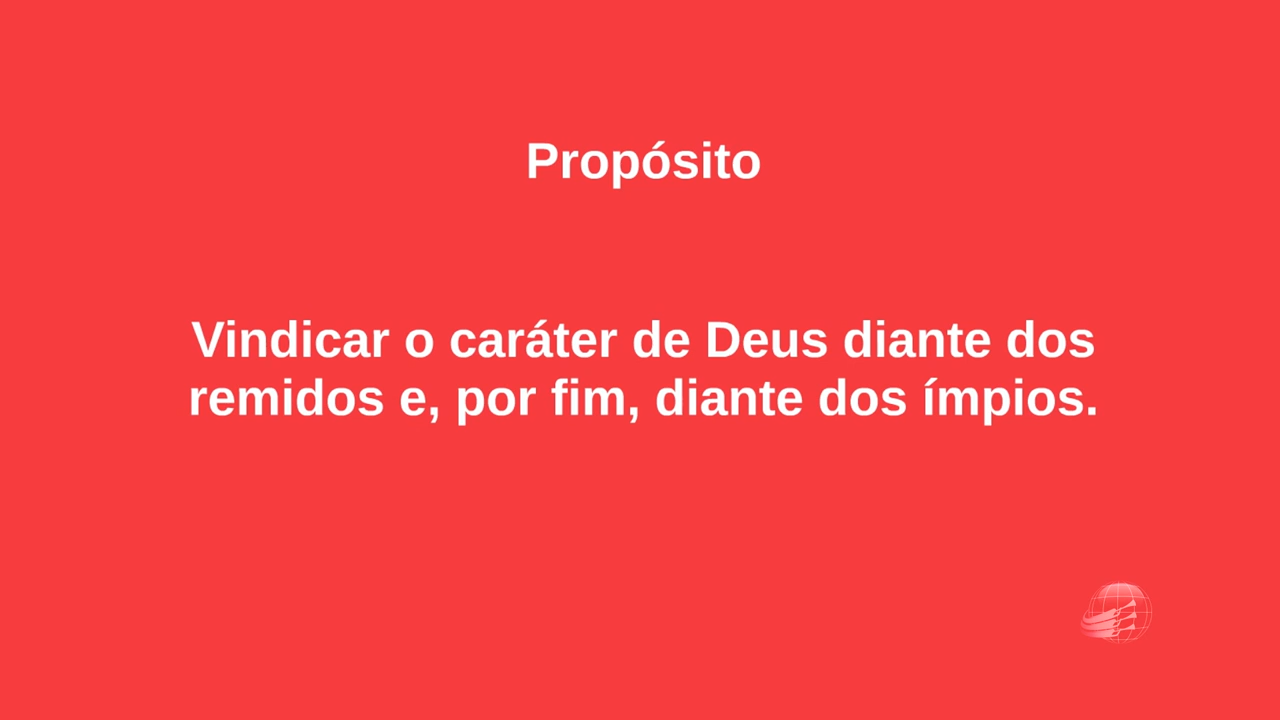 Propósito
Vindicar o caráter de Deus diante dos
remidos e, por fim, diante dos ímpios.